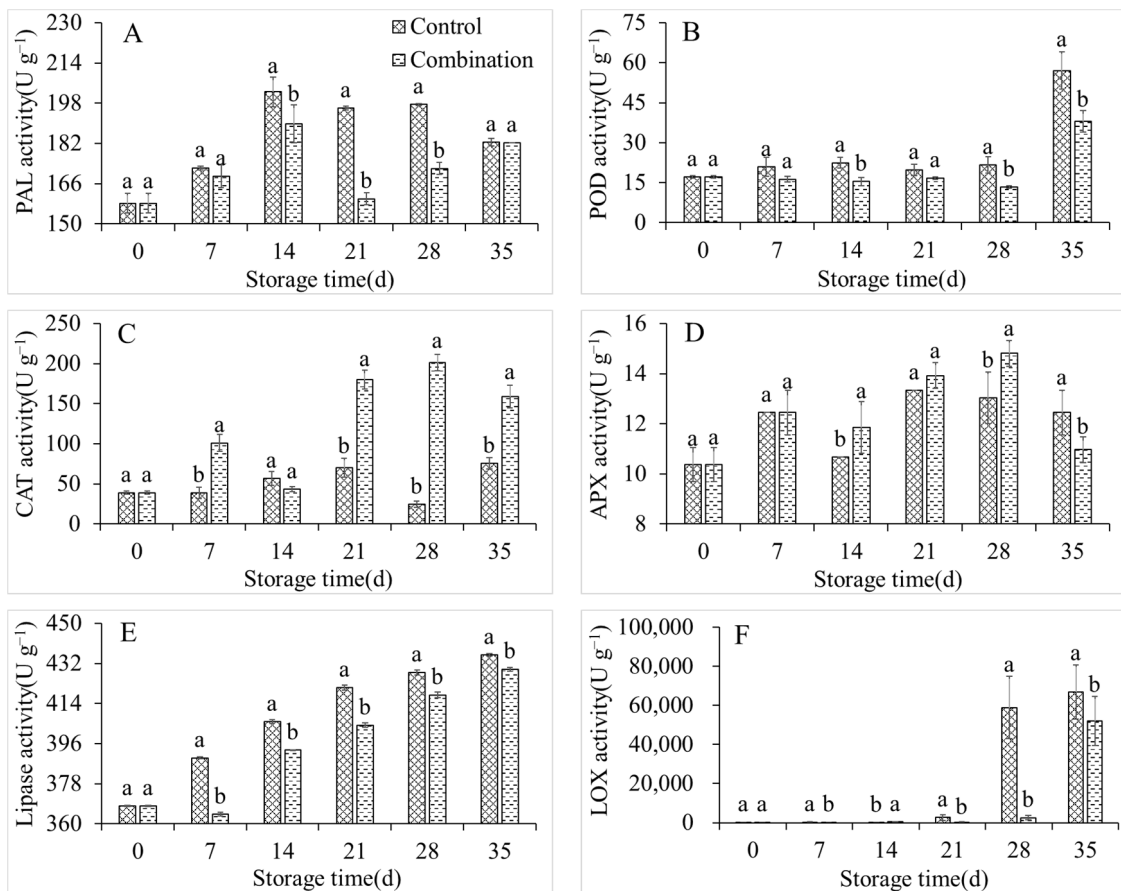 A
Control
Combination
PAL activity(U g⁻¹)
230
214
198
182
166
150
a a
a a
a b
a b
a b
a a
0 7 14 21 28 35
Storage time(d)
B
POD activity(U g⁻¹)
75
60
45
30
15
0
a a
a a
a b
a a
a b
a b
0 7 14 21 28 35
Storage time(d)
C
CAT activity(U g⁻¹)
250
200
150
100
50
0
a a
b a
a a
b a
b a
b a
0 7 14 21 28 35
Storage time(d)
D
APX activity(U g⁻¹)
16
14
12
10
8
a a
a a
b a
a a
b a
a b
0 7 14 21 28 35
Storage time(d)
E
Lipase activity(U g⁻¹)
450
432
414
396
378
360
a a
a b
a b
a b
a b
a b
0 7 14 21 28 35
Storage time(d)
F
LOX activity(U g⁻¹)
100,000
80,000
60,000
40,000
20,000
0
a a
a b
b a
a b
a b
a b
0 7 14 21 28 35
Storage time(d)